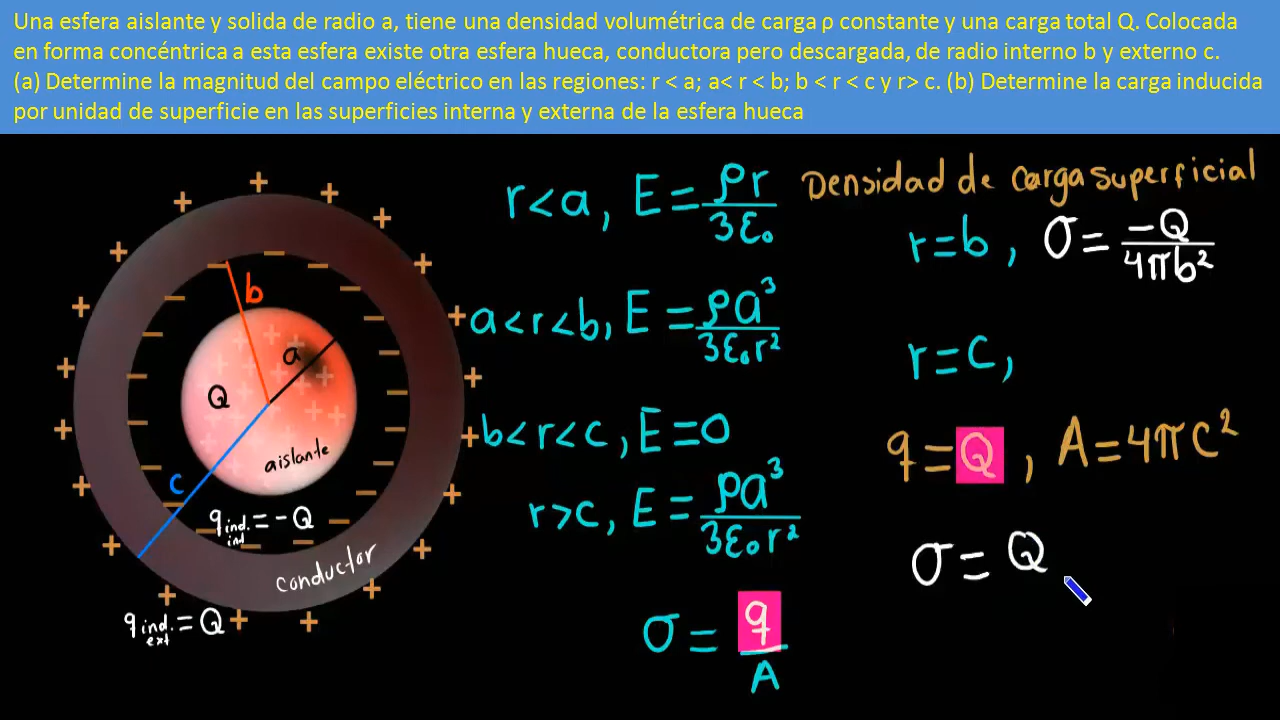 Una esfera aislante y solida de radio a, tiene una densidad volumétrica de carga ρ constante y una carga total Q. Colocada
en forma concéntrica a esta esfera existe otra esfera hueca, conductora pero descargada, de radio interno b y externo c.
(a) Determine la magnitud del campo eléctrico en las regiones: r < a; a< r < b; b < r < c y r> c. (b) Determine la carga inducida
por unidad de superficie en las superficies interna y externa de la esfera hueca
b
a
Q
aislante
c
q ind. ind = -Q
conductor
q ind. ext = Q
r<a, E = ρr/3ε₀
a<r<b, E = ρa³/3ε₀r²
b<r<c, E=0
r>c, E = ρa³/3ε₀r²
σ = q/A
Densidad de carga superficial
r=b, σ = -Q/4πb²
r=c,
q=Q, A=4πc²
σ = Q